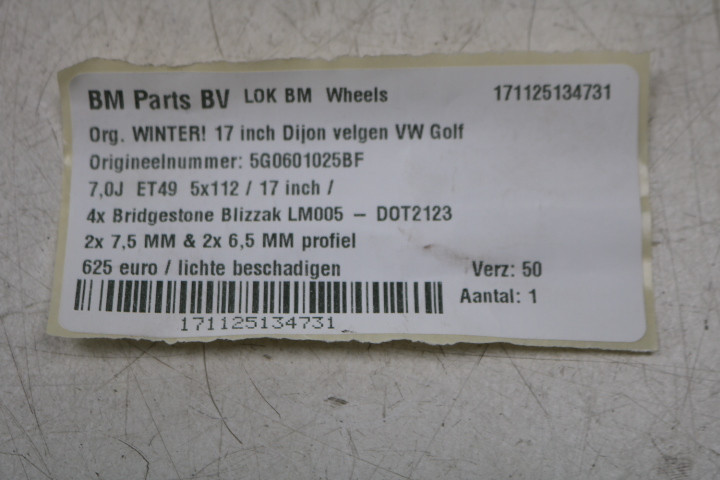 BM Parts BV LOK BM Wheels 171125134731
Org. WINTER! 17 inch Dijon velgen VW Golf
Origineelnummer: 5G0601025BF
7,0J ET49 5x112 / 17 inch /
4x Bridgestone Blizzak LM005 – DOT2123
2x 7,5 MM & 2x 6,5 MM profiel
625 euro / lichte beschadigen Verz: 50
Aantal: 1
171125134731